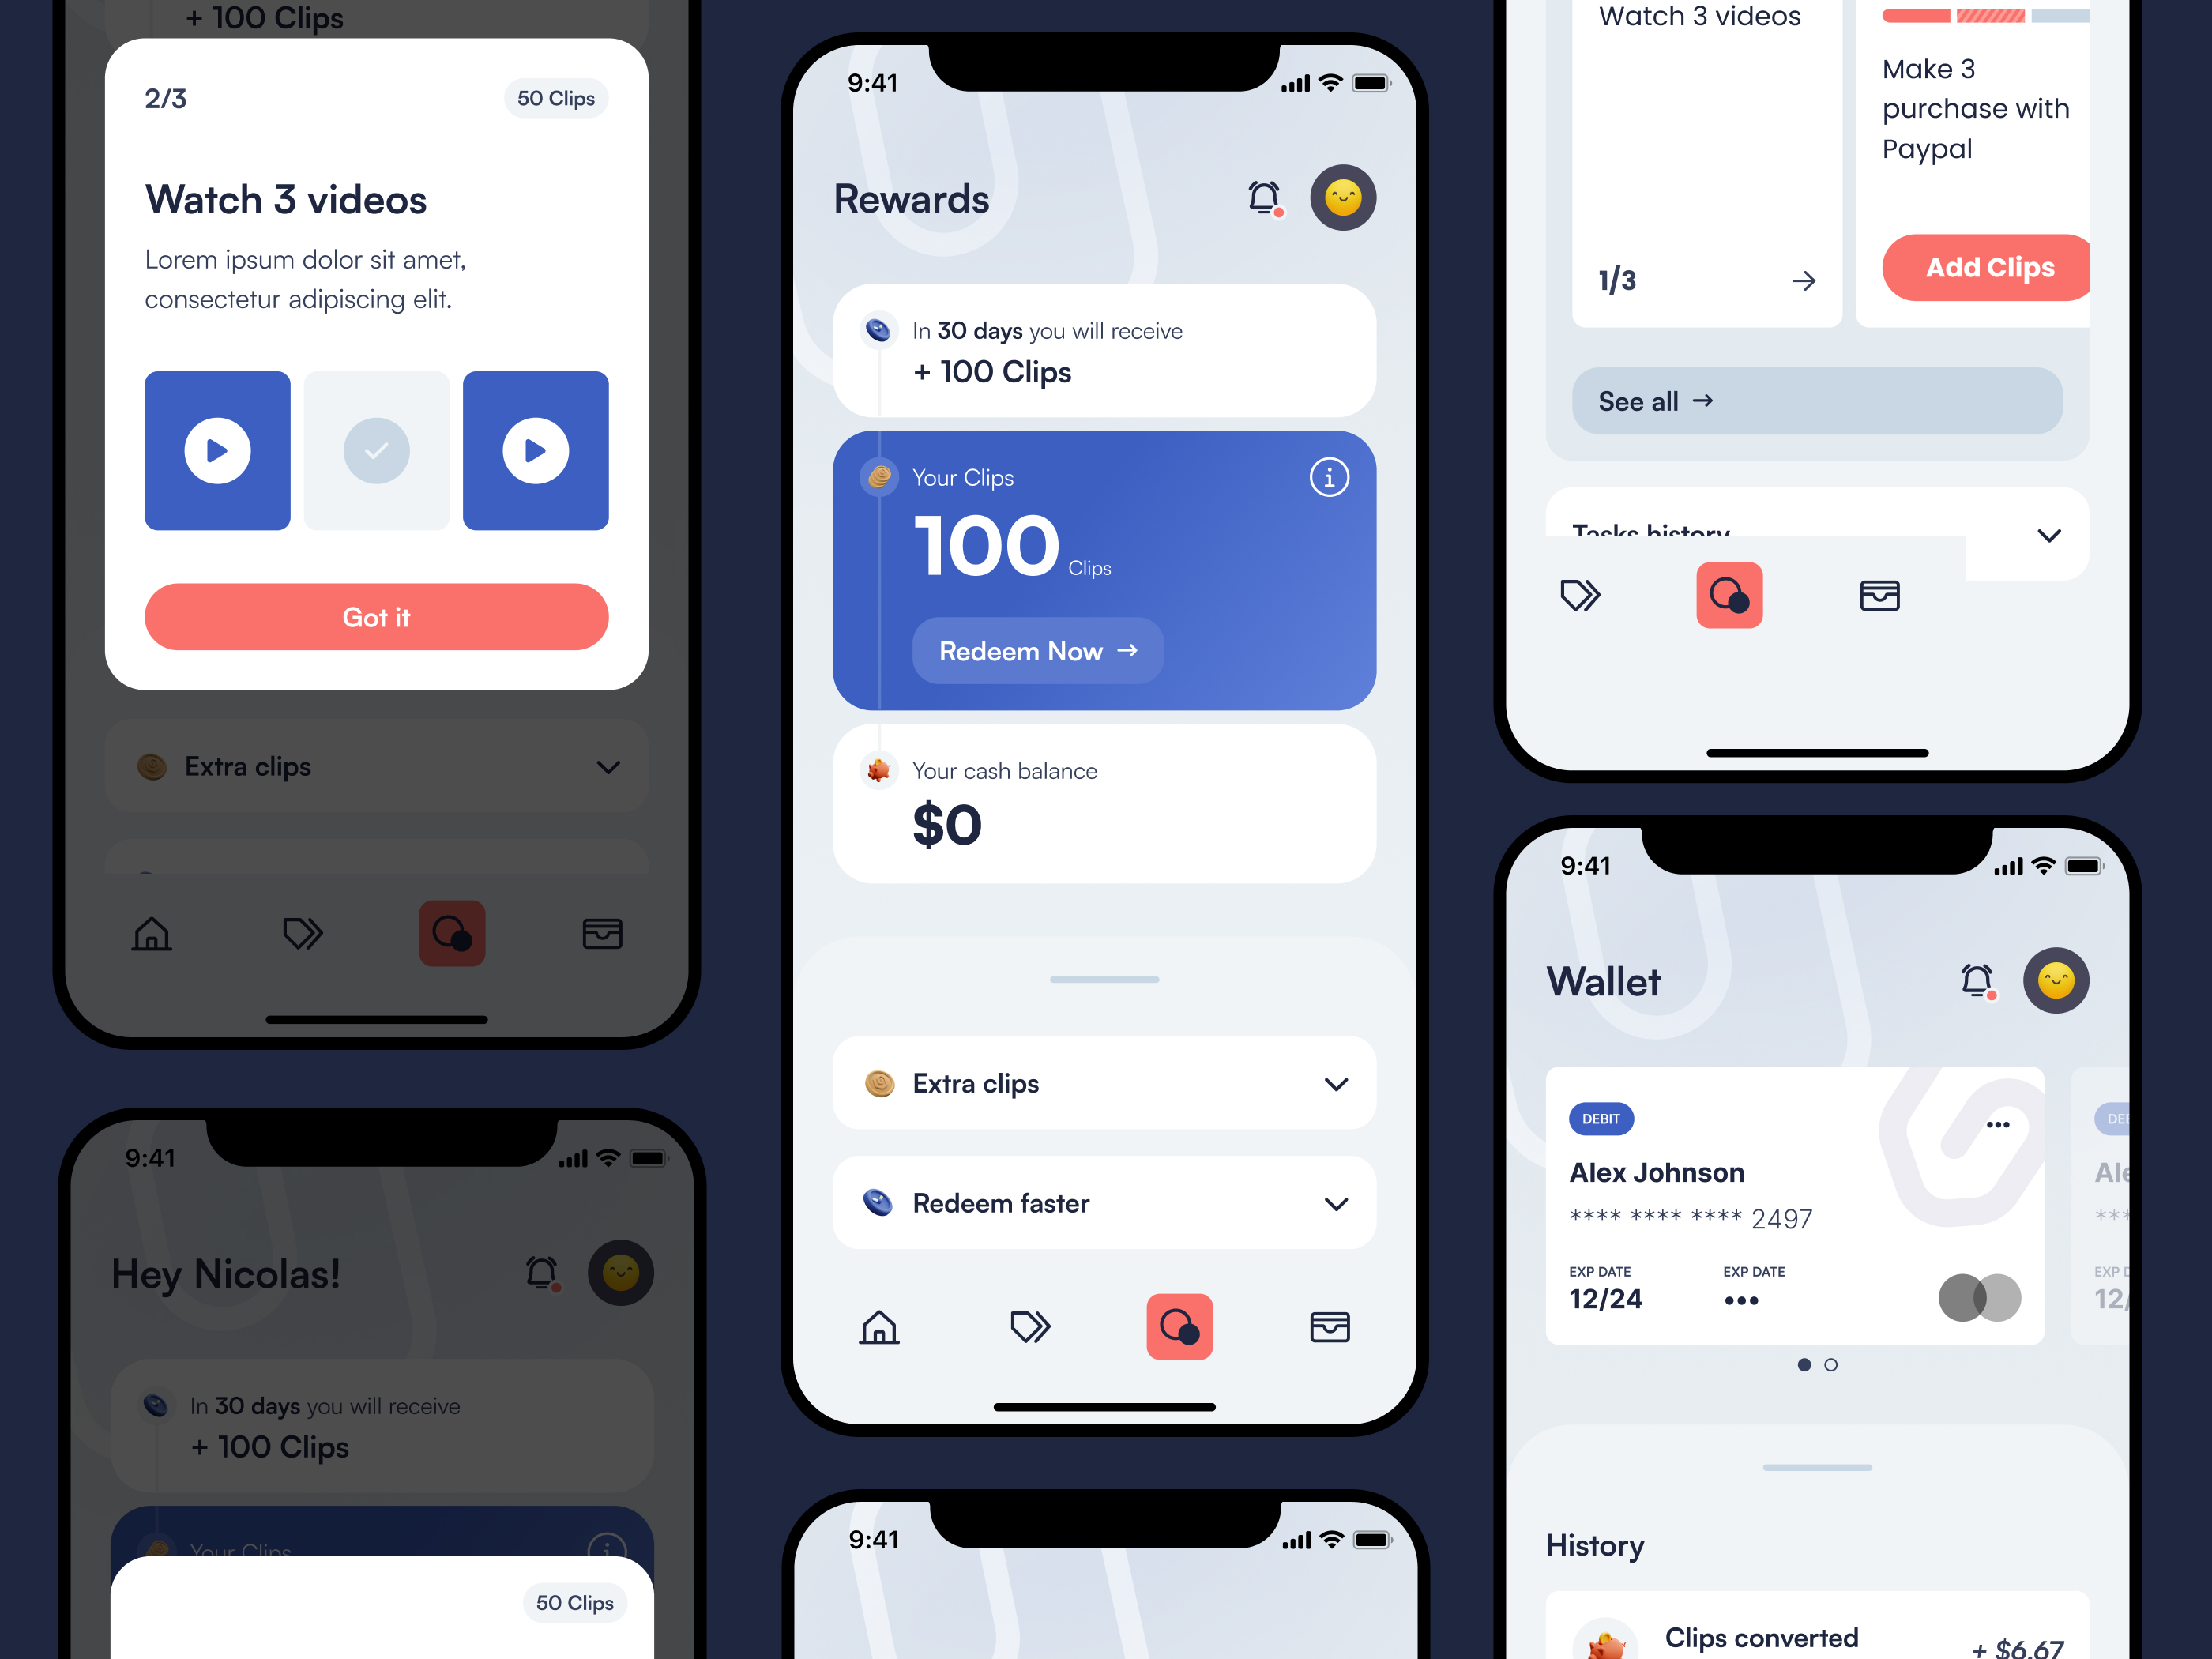 + 100 Clips
2/3
50 Clips
Watch 3 videos
Lorem ipsum dolor sit amet,
consectetur adipiscing elit.
Got it
Extra clips
9:41
Hey Nicolas!
In 30 days you will receive
+ 100 Clips
Your Clips
50 Clips
9:41
Rewards
In 30 days you will receive
+ 100 Clips
Your Clips
100 Clips
Redeem Now
Your cash balance
$0
Extra clips
Redeem faster
9:41
Watch 3 videos
1/3
Make 3
purchase with
Paypal
Add Clips
See all
Tasks history
9:41
Wallet
DEBIT
Alex Johnson
**** **** **** 2497
EXP DATE
12/24
EXP DATE
•••
History
Clips converted
+ $6.67